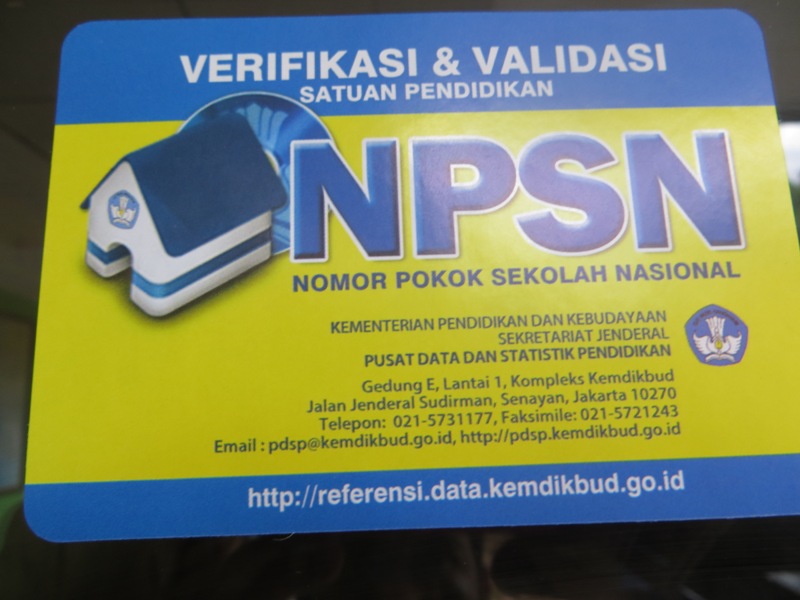 VERIFIKASI & VALIDASI
SATUAN PENDIDIKAN
NPSN
NOMOR POKOK SEKOLAH NASIONAL
KEMENTERIAN PENDIDIKAN DAN KEBUDAYAAN
SEKRETARIAT JENDERAL
PUSAT DATA DAN STATISTIK PENDIDIKAN
Gedung E, Lantai 1, Kompleks Kemdikbud
Jalan Jenderal Sudirman, Senayan, Jakarta 10270
Telepon: 021-5731177, Faksimile: 021-5721243
Email : pdsp@kemdikbud.go.id, http://pdsp.kemdikbud.go.id
http://referensi.data.kemdikbud.go.id